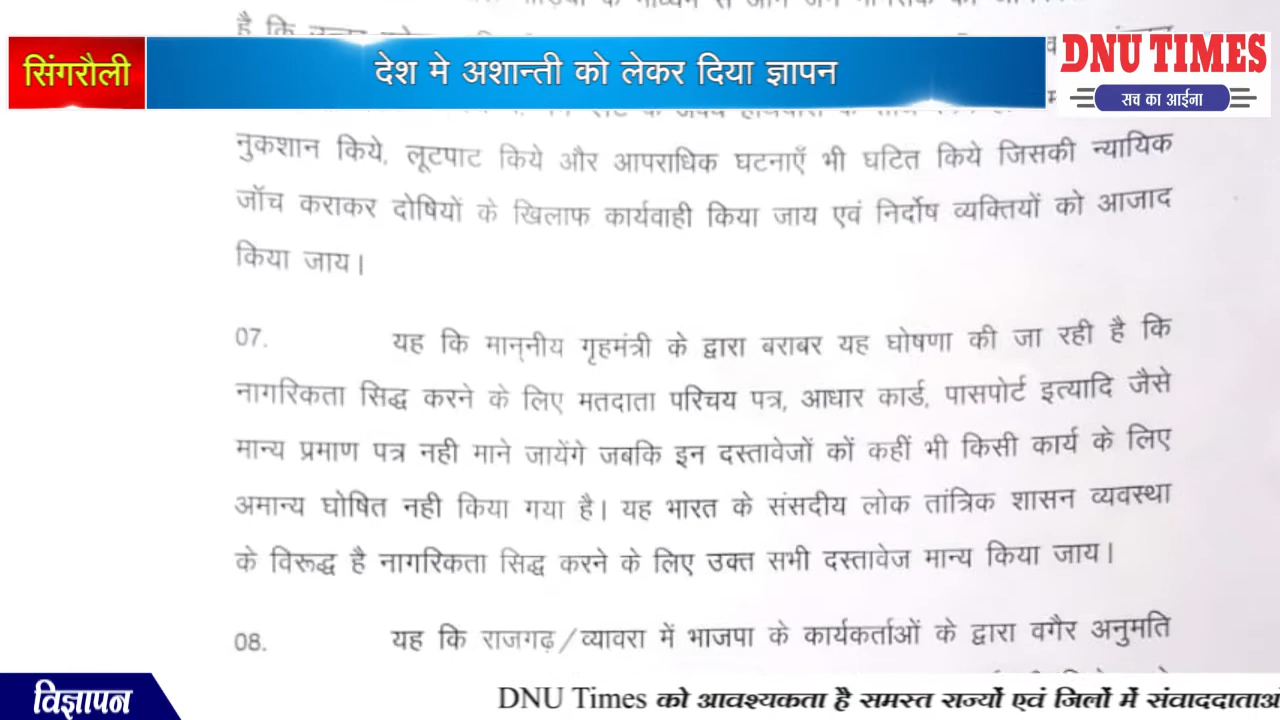 है कि
सिंगरौली
देश मे अशान्ती को लेकर दिया ज्ञापन
DNU TIMES
सच का आईना
नुकशान किये, लूटपाट किये और आपराधिक घटनाएँ भी घटित किये जिसकी न्यायिक
जॉच कराकर दोषियों के खिलाफ कार्यवाही किया जाय एवं निर्दोष व्यक्तियों को आजाद
किया जाय।
07. यह कि मान्नीय गृहमंत्री के द्वारा बराबर यह घोषणा की जा रही है कि
नागरिकता सिद्ध करने के लिए मतदाता परिचय पत्र, आधार कार्ड, पासपोर्ट इत्यादि जैसे
मान्य प्रमाण पत्र नही माने जायेंगे जबकि इन दस्तावेजों कों कहीं भी किसी कार्य के लिए
अमान्य घोषित नही किया गया है। यह भारत के संसदीय लोक तांत्रिक शासन व्यवस्था
के विरूद्ध है नागरिकता सिद्ध करने के लिए उक्त सभी दस्तावेज मान्य किया जाय।
08. यह कि राजगढ़/व्यावरा में भाजपा के कार्यकर्ताओं के द्वारा वगैर अनुमति
विज्ञापन
DNU Times को आवश्यकता है समस्त राज्यों एवं जिलों में संवाददाताओं